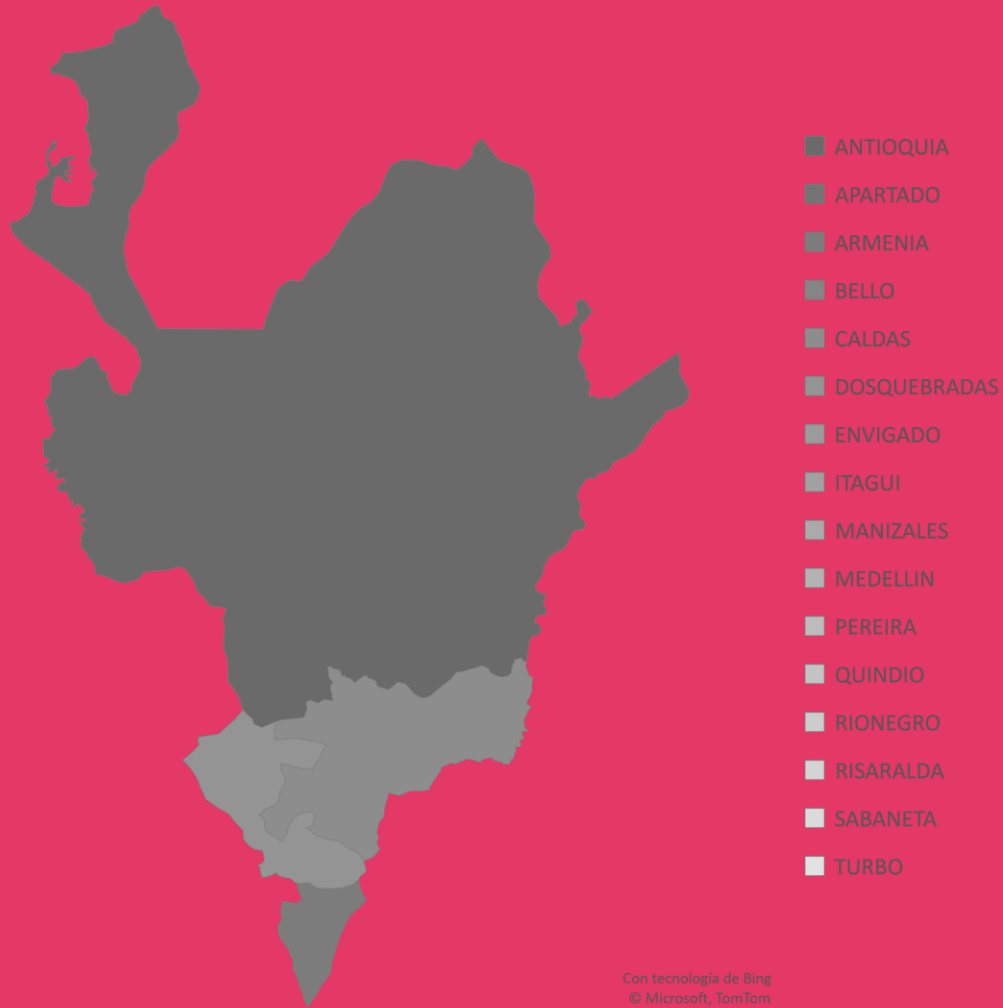 ANTIOQUIA
APARTADO
ARMENIA
BELLO
CALDAS
DOSQUEBRADAS
ENVIGADO
ITAGUI
MANIZALES
MEDELLIN
PEREIRA
QUINDIO
RIONEGRO
RISARALDA
SABANETA
TURBO
Con tecnología de Bing
© Microsoft, TomTom